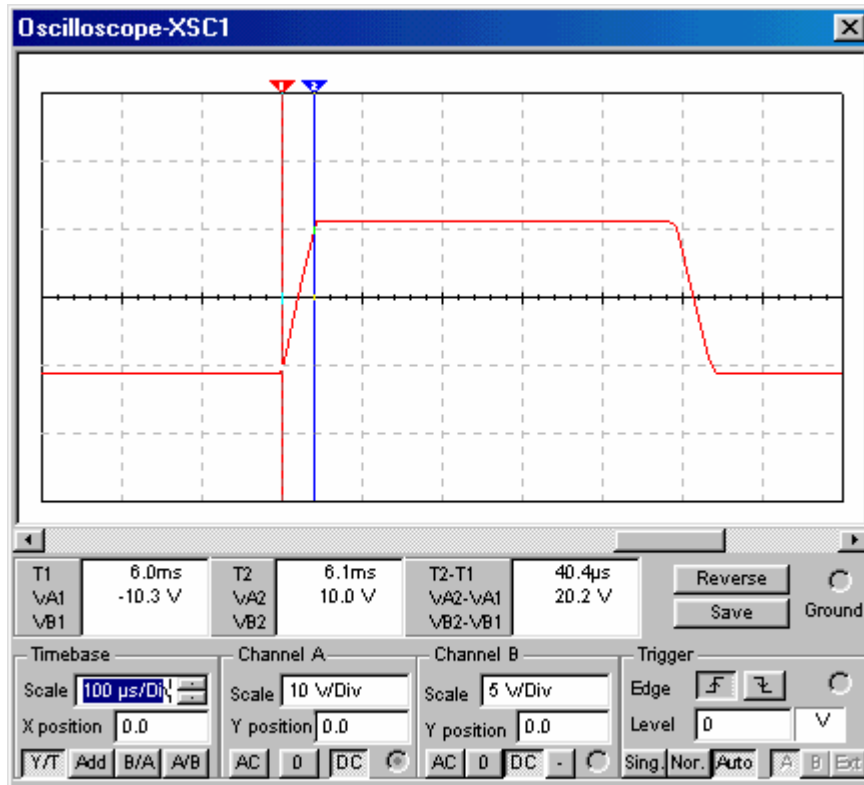 Oscilloscope-XSC1
1 2
T1 6.0ms T2 6.1ms T2-T1 40.4µs
VA1 -10.3 V VA2 10.0 V VA2-VA1 20.2 V
VB1 VB2 VB2-VB1
Reverse
Save
Ground
Timebase Channel A Channel B Trigger
Scale 100 µs/Div Scale 10 V/Div Scale 5 V/Div Edge
X position 0.0 Y position 0.0 Y position 0.0 Level 0 V
Y/T Add B/A A/B AC 0 DC AC 0 DC - Sing. Nor. Auto A B Ext